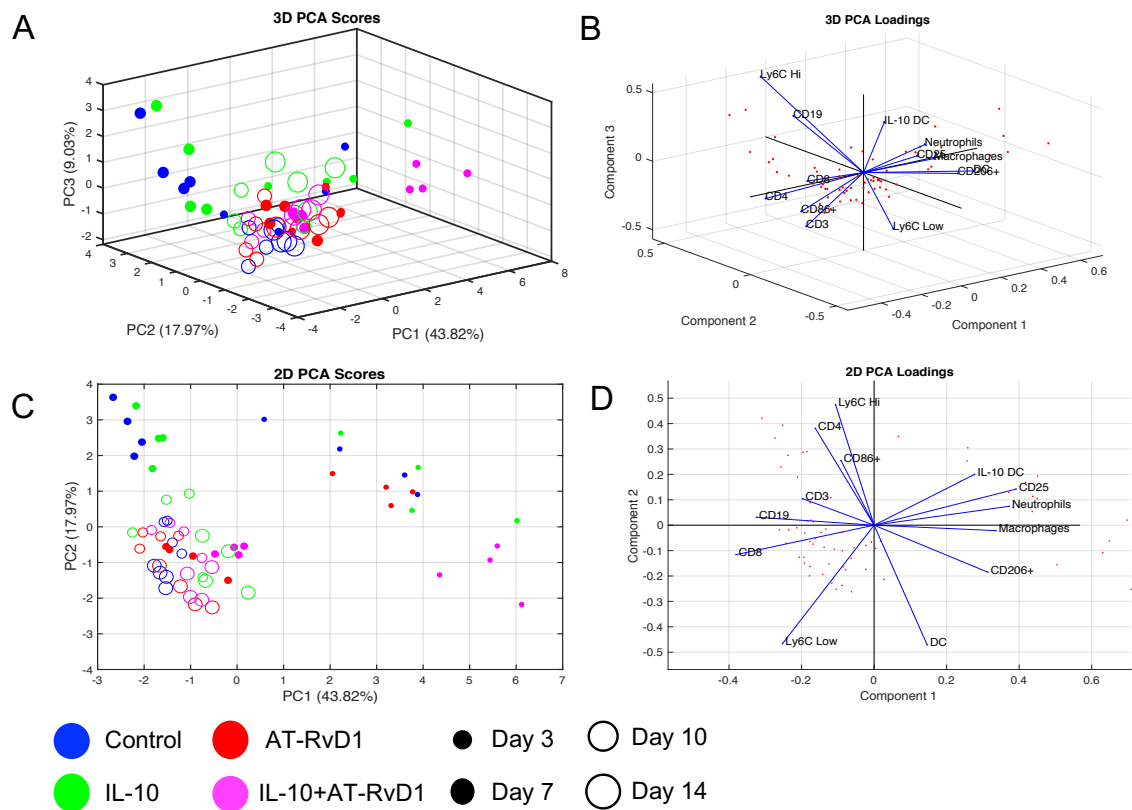 A
3D PCA Scores
4
3
2
1
0
-1
-2
PC3 (9.03%)
4
3
2
1
0
-1
-2
-3
-4
PC2 (17.97%)
-4
-2
0
2
4
6
8
PC1 (43.82%)
B
3D PCA Loadings
0.5
0
-0.5
Component 3
0.5
0
-0.5
Component 2
-0.4
-0.2
0
0.2
0.4
0.6
Component 1
Ly6C Hi
CD19
IL-10 DC
Neutrophils
CD25
Macrophages
DC
CD206+
CD8
CD4
CD86+
CD3
Ly6C Low
C
2D PCA Scores
4
3
2
1
0
-1
-2
-3
-4
PC2 (17.97%)
-3
-2
-1
0
1
2
3
4
5
6
7
PC1 (43.82%)
D
2D PCA Loadings
0.5
0.4
0.3
0.2
0.1
0
-0.1
-0.2
-0.3
-0.4
-0.5
Component 2
Ly6C Hi
CD4
CD86+
IL-10 DC
CD25
CD3
Neutrophils
CD19
Macrophages
CD8
CD206+
Ly6C Low
DC
-0.4
-0.2
0
0.2
0.4
0.6
Component 1
Control
AT-RvD1
Day 3
Day 10
IL-10
IL-10+AT-RvD1
Day 7
Day 14